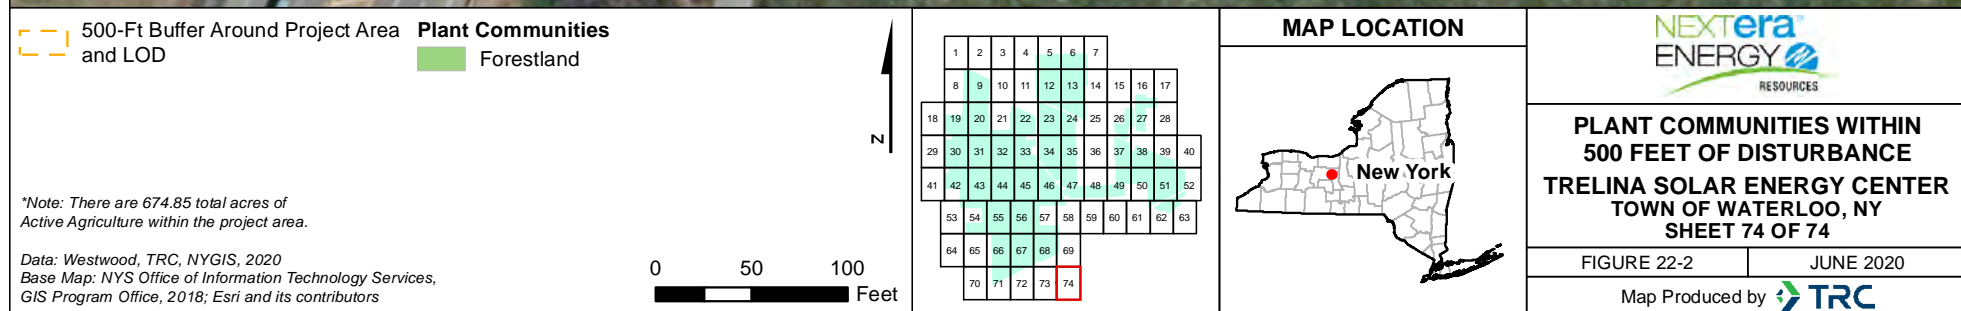 500-Ft Buffer Around Project Area
and LOD
Plant Communities
Forestland
*Note: There are 674.85 total acres of
Active Agriculture within the project area.
Data: Westwood, TRC, NYGIS, 2020
Base Map: NYS Office of Information Technology Services,
GIS Program Office, 2018; Esri and its contributors
N
0 50 100
Feet
1 2 3 4 5 6 7
8 9 10 11 12 13 14 15 16 17
18 19 20 21 22 23 24 25 26 27 28
29 30 31 32 33 34 35 36 37 38 39 40
41 42 43 44 45 46 47 48 49 50 51 52
53 54 55 56 57 58 59 60 61 62 63
64 65 66 67 68 69
70 71 72 73 74
MAP LOCATION
New York
NEXTera
ENERGY
RESOURCES
PLANT COMMUNITIES WITHIN
500 FEET OF DISTURBANCE
TRELINA SOLAR ENERGY CENTER
TOWN OF WATERLOO, NY
SHEET 74 OF 74
FIGURE 22-2
JUNE 2020
Map Produced by TRC